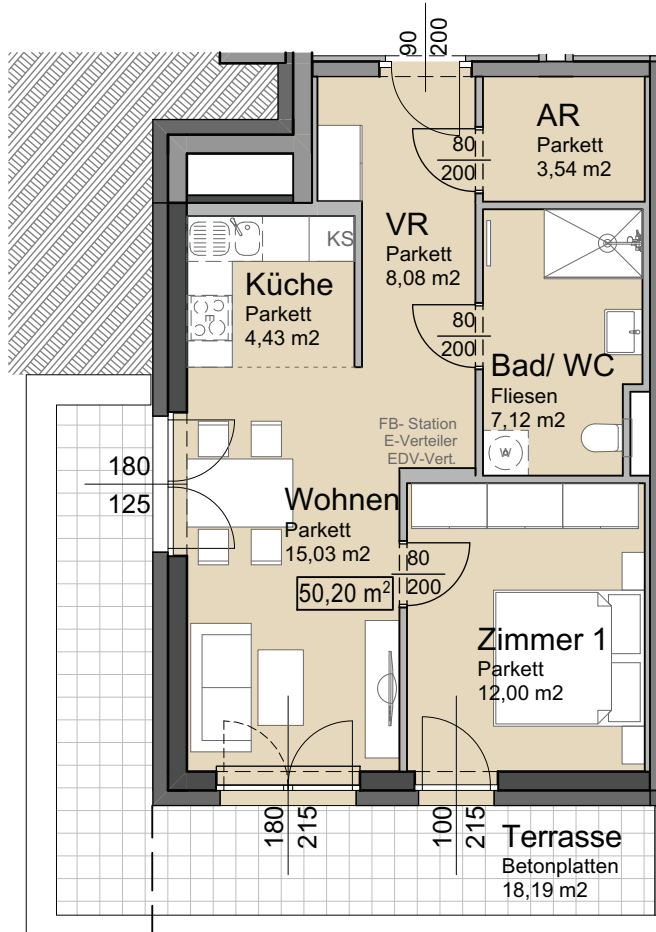 90
200
AR
Parkett
3,54 m2
80
200
VR
Parkett
8,08 m2
KS
Küche
Parkett
4,43 m2
80
200
Bad/ WC
Fliesen
7,12 m2
FB- Station
E-Verteiler
EDV-Vert.
180
125
Wohnen
Parkett
15,03 m2
50,20 m²
80
200
Zimmer 1
Parkett
12,00 m2
180
215
100
215
Terrasse
Betonplatten
18,19 m2